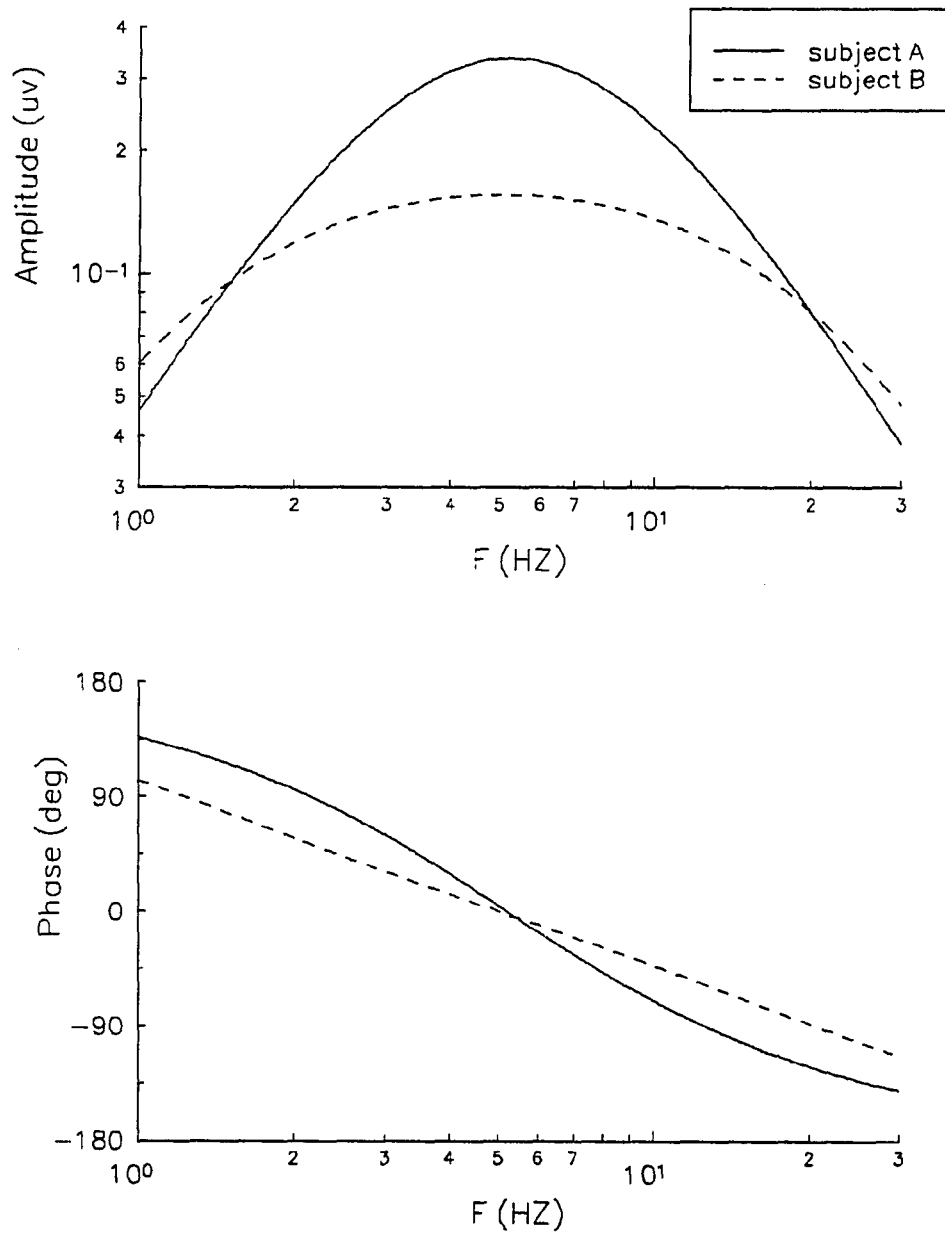 4
3
2
10⁻¹
6
5
4
3
Amplitude (uv)
subject A
subject B
10⁰ 2 3 4 5 6 7 10¹ 2 3
F (HZ)
180
90
0
−90
−180
Phase (deg)
10⁰ 2 3 4 5 6 7 10¹ 2 3
F (HZ)